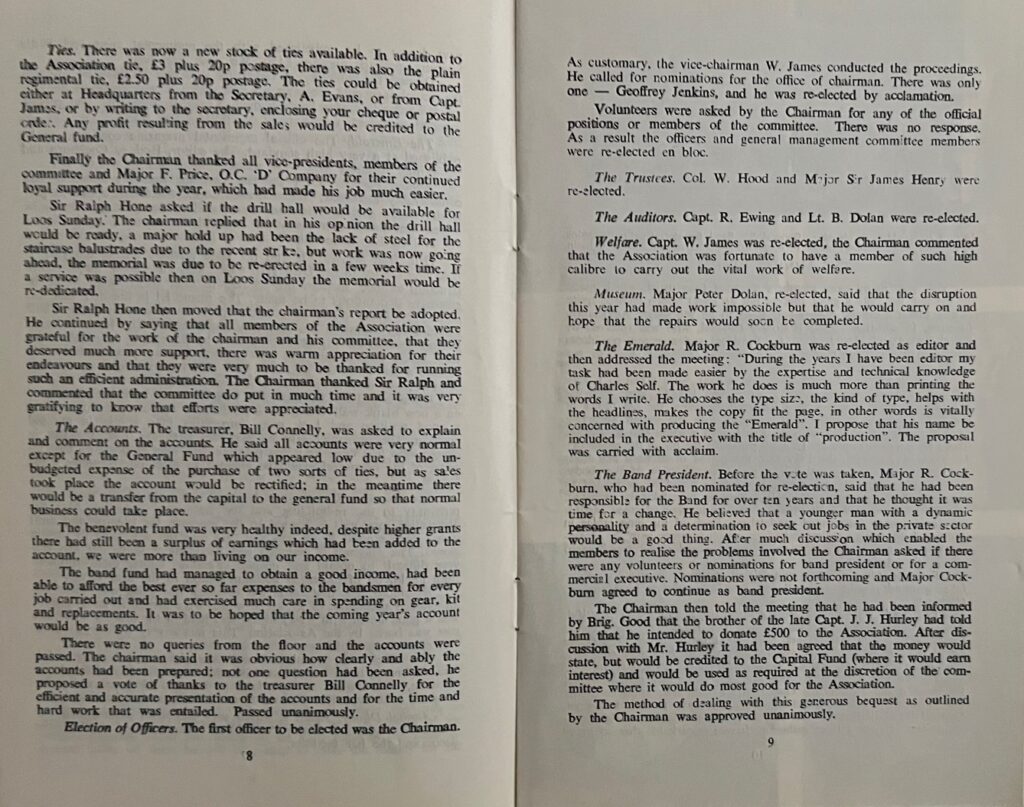 Ties. There was now a new stock of ties available. In addition to
the Association tie, £3 plus 20p postage, there was also the plain
regimental tie, £2.50 plus 20p postage. The ties could be obtained
either at Headquarters from the Secretary, A. Evans, or from Capt.
James, or by writing to the secretary, enclosing your cheque or postal
order. Any profit resulting from the sales would be credited to the
General fund.
Finally the Chairman thanked all vice-presidents, members of the
committee and Major F. Price, O.C. 'D' Company for their continued
loyal support during the year, which had made his job much easier.
Sir Ralph Hone asked if the drill hall would be available for
Loos Sunday. The chairman replied that in his opinion the drill hall
would be ready, a major hold up had been the lack of steel for the
staircase balustrades due to the recent strike, but work was now going
ahead, the memorial was due to be re-erected in a few weeks time. If
a service was possible then on Loos Sunday the memorial would be
re-dedicated.
Sir Ralph Hone then moved that the chairman's report be adopted.
He continued by saying that all members of the Association were
grateful for the work of the chairman and his committee, that they
deserved much more support, there was warm appreciation for their
endeavours and that they were very much to be thanked for running
such an efficient administration. The Chairman thanked Sir Ralph and
commented that the committee do put in much time and it was very
gratifying to know that efforts were appreciated.
The Accounts. The treasurer, Bill Connelly, was asked to explain
and comment on the accounts. He said all accounts were very normal
except for the General Fund which appeared low due to the un-
budgeted expense of the purchase of two sorts of ties, but as sales
took place the account would be rectified; in the meantime there
would be a transfer from the capital to the general fund so that normal
business could take place.
The benevolent fund was very healthy indeed, despite higher grants
there had still been a surplus of earnings which had been added to the
account, we were more than living on our income.
The band fund had managed to obtain a good income, had been
able to afford the best ever so far expenses to the bandsmen for every
job carried out and had exercised much care in spending on gear, kit
and replacements. It was to be hoped that the coming year's account
would be as good.
There were no queries from the floor and the accounts were
passed. The chairman said it was obvious how clearly and ably the
accounts had been prepared; not one question had been asked, he
proposed a vote of thanks to the treasurer Bill Connelly for the
efficient and accurate presentation of the accounts and for the time and
hard work that was entailed. Passed unanimously.
Election of Officers. The first officer to be elected was the Chairman.
8
As customary, the vice-chairman W. James conducted the proceedings.
He called for nominations for the office of chairman. There was only
one — Geoffrey Jenkins, and he was re-elected by acclamation.
Volunteers were asked by the Chairman for any of the official
positions or members of the committee. There was no response.
As a result the officers and general management committee members
were re-elected en bloc.
The Trustees. Col. W. Hood and Major Sir James Henry were
re-elected.
The Auditors. Capt. R. Ewing and Lt. B. Dolan were re-elected.
Welfare. Capt. W. James was re-elected, the Chairman commented
that the Association was fortunate to have a member of such high
calibre to carry out the vital work of welfare.
Museum. Major Peter Dolan, re-elected, said that the disruption
this year had made work impossible but that he would carry on and
hope that the repairs would soon be completed.
The Emerald. Major R. Cockburn was re-elected as editor and
then addressed the meeting: "During the years I have been editor my
task had been made easier by the expertise and technical knowledge
of Charles Self. The work he does is much more than printing the
words I write. He chooses the type size, the kind of type, helps with
the headlines, makes the copy fit the page, in other words is vitally
concerned with producing the "Emerald". I propose that his name be
included in the executive with the title of "production". The proposal
was carried with acclaim.
The Band President. Before the vote was taken, Major R. Cock-
burn, who had been nominated for re-election, said that he had been
responsible for the Band for over ten years and that he thought it was
time for a change. He believed that a younger man with a dynamic
personality and a determination to seek out jobs in the private sector
would be a good thing. After much discussion which enabled the
members to realise the problems involved the Chairman asked if there
were any volunteers or nominations for band president or for a com-
mercial executive. Nominations were not forthcoming and Major Cock-
burn agreed to continue as band president.
The Chairman then told the meeting that he had been informed
by Brig. Good that the brother of the late Capt. J. J. Hurley had told
him that he intended to donate £500 to the Association. After dis-
cussion with Mr. Hurley it had been agreed that the money would
state, but would be credited to the Capital Fund (where it would earn
interest) and would be used as required at the discretion of the com-
mittee where it would do most good for the Association.
The method of dealing with this generous bequest as outlined
by the Chairman was approved unanimously.
9